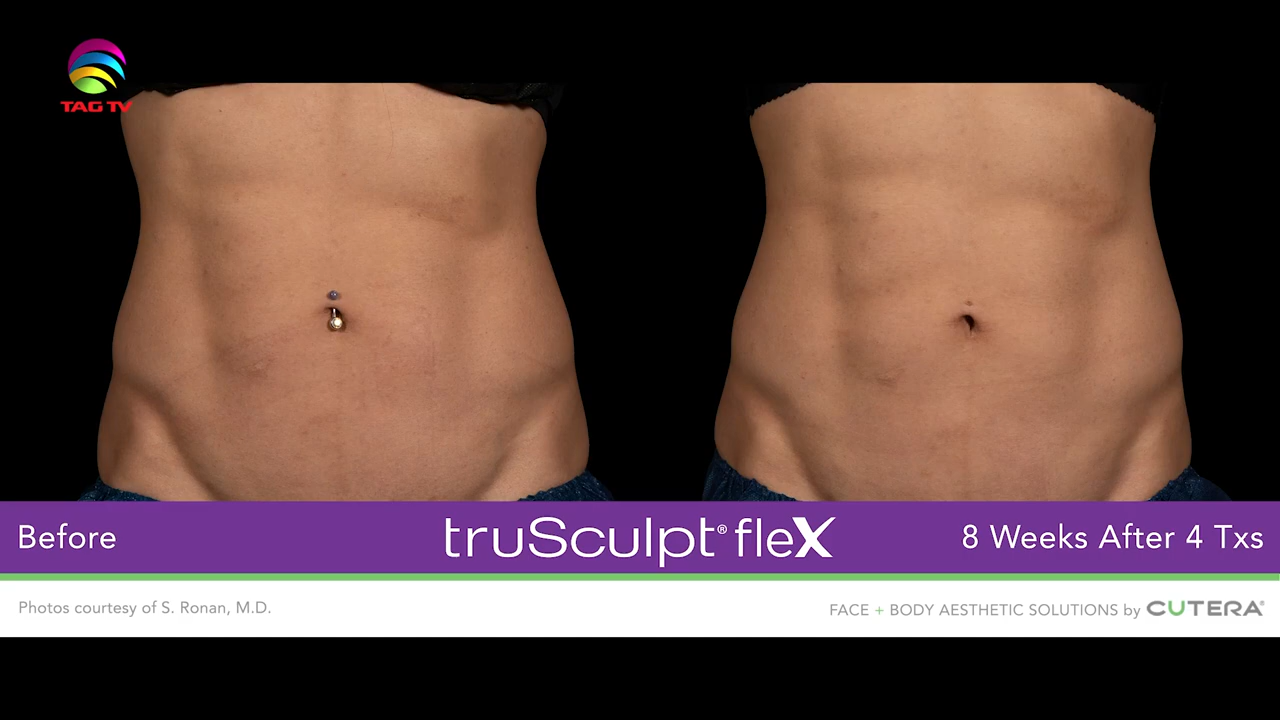 TAG TV
Before
truSculpt® fleX
8 Weeks After 4 Txs
Photos courtesy of S. Ronan, M.D.
FACE + BODY AESTHETIC SOLUTIONS by CUTERA®